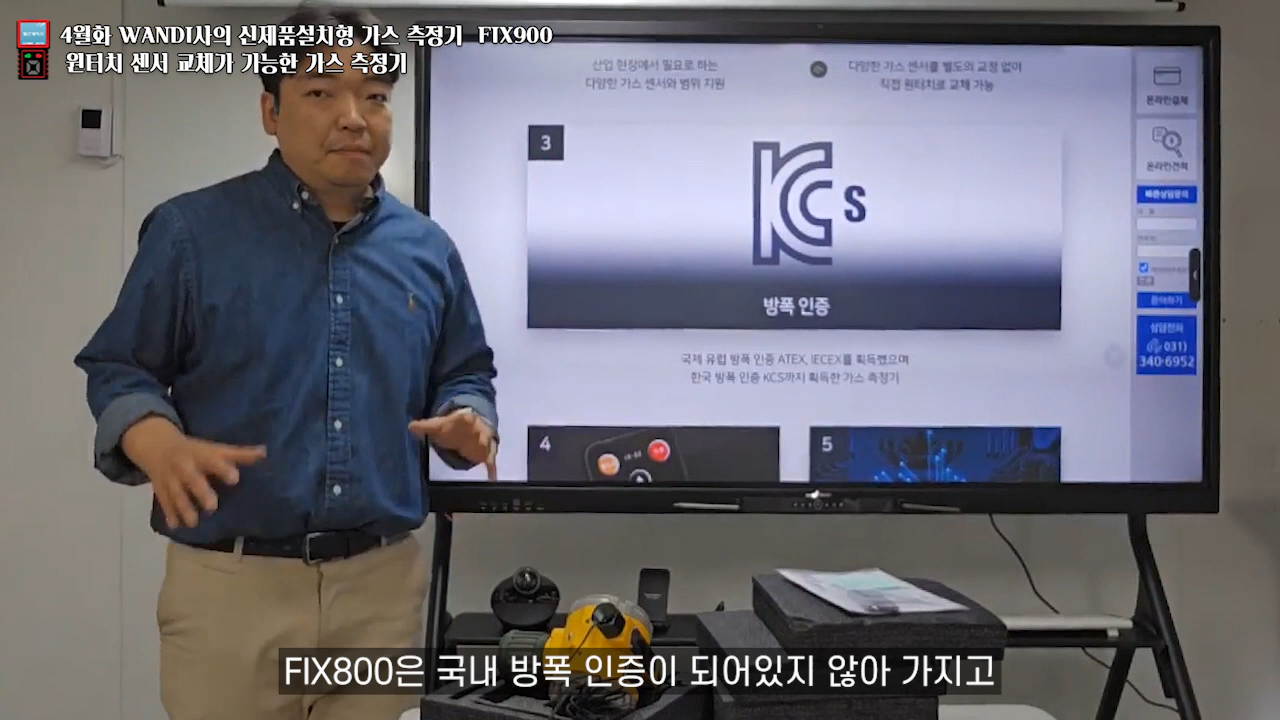 4월화 WANDI사의 신제품설치형 가스 측정기 FIX900
원터치 센서 교체가 가능한 가스 측정기
산업 현장에서 필요로 하는
다양한 가스 센서와 범위 지원
다양한 가스 센서를 별도의 교정 없이
직접 원터치로 교체 가능
3
KCs
방폭 인증
국제 유럽 방폭 인증 ATEX, IECEX를 획득했으며
한국 방폭 인증 KCS까지 획득한 가스 측정기
4
5
온라인결제
온라인견적
빠른상담문의
문의하기
상담전화
031)
340-6952
FIX800은 국내 방폭 인증이 되어있지 않아 가지고